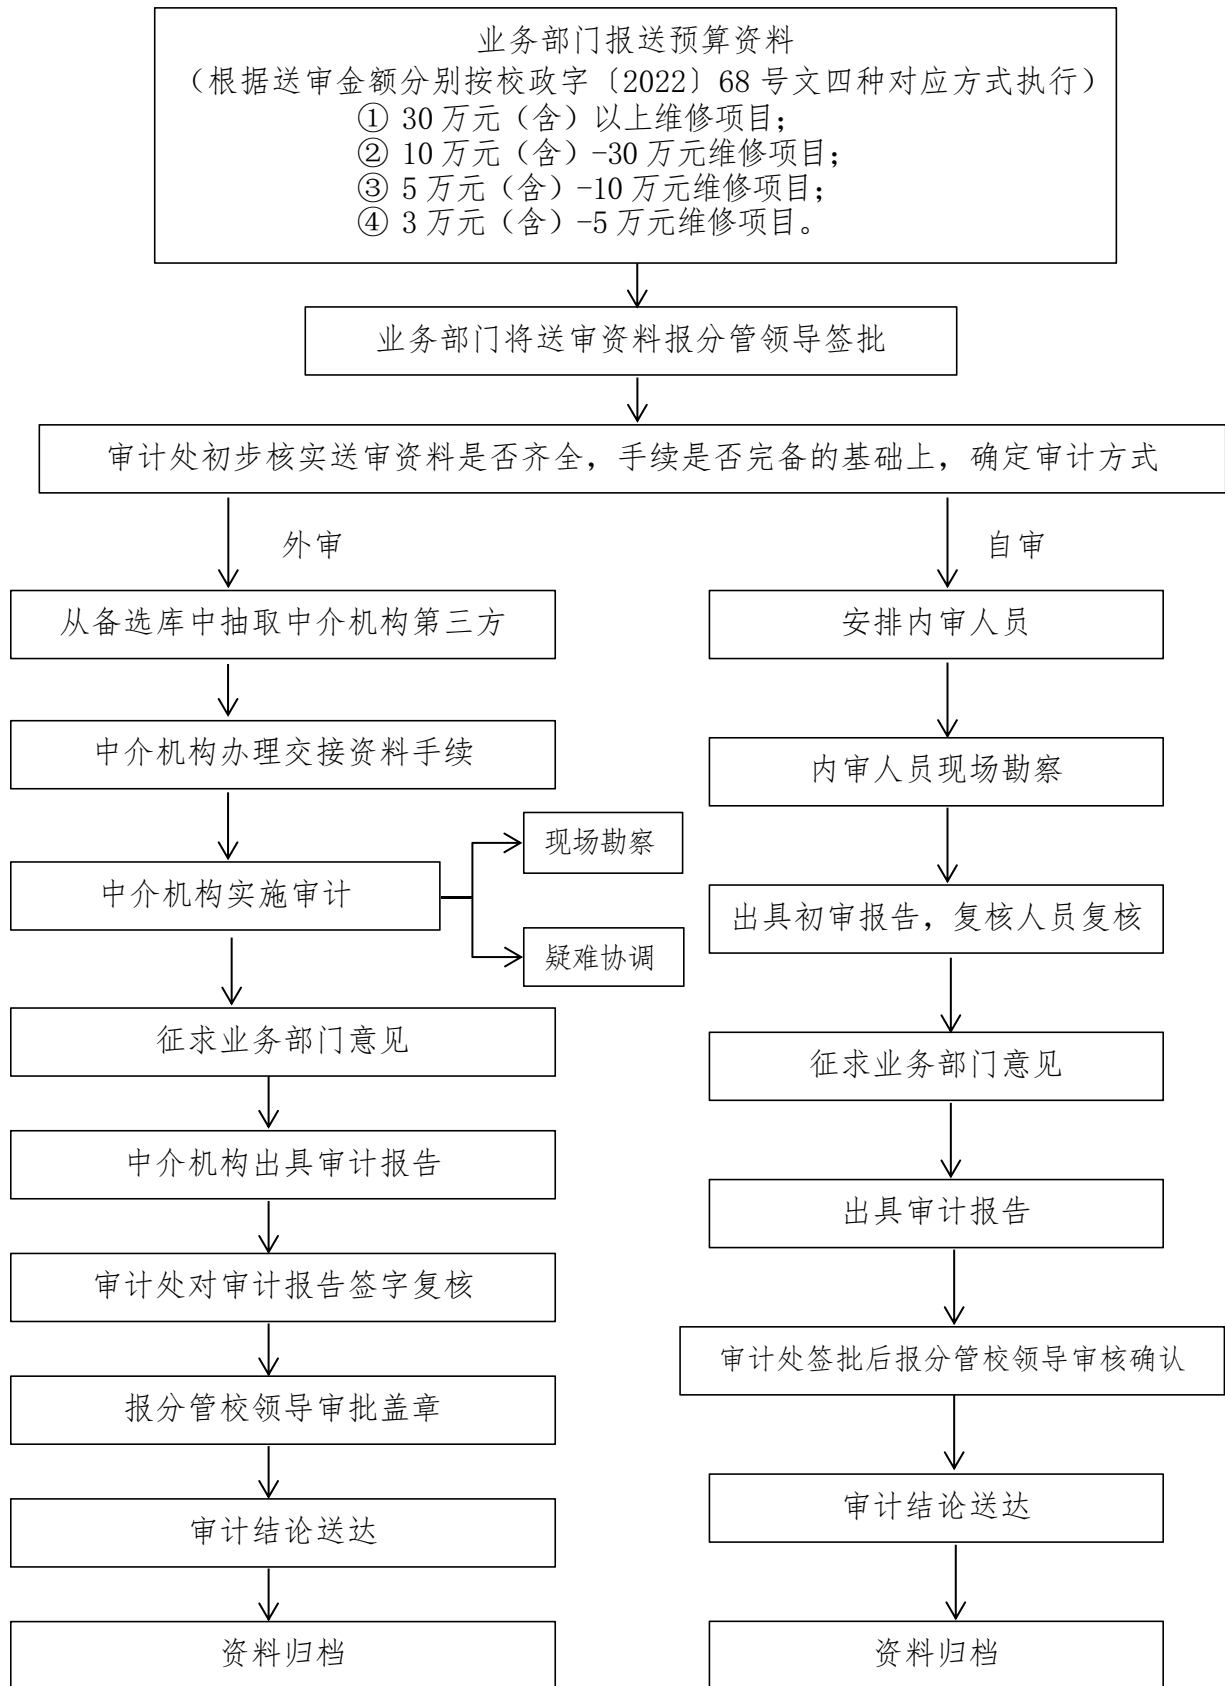 业务部门报送预算资料
（根据送审金额分别按校政字〔2022〕68 号文四种对应方式执行）
① 30 万元（含）以上维修项目；
② 10 万元（含）-30 万元维修项目；
③ 5 万元（含）-10 万元维修项目；
④ 3 万元（含）-5 万元维修项目。
业务部门将送审资料报分管领导签批
审计处初步核实送审资料是否齐全，手续是否完备的基础上，确定审计方式
外审
从备选库中抽取中介机构第三方
中介机构办理交接资料手续
中介机构实施审计
现场勘察
疑难协调
征求业务部门意见
中介机构出具审计报告
审计处对审计报告签字复核
报分管校领导审批盖章
审计结论送达
资料归档
自审
安排内审人员
内审人员现场勘察
出具初审报告，复核人员复核
征求业务部门意见
出具审计报告
审计处签批后报分管校领导审核确认
审计结论送达
资料归档